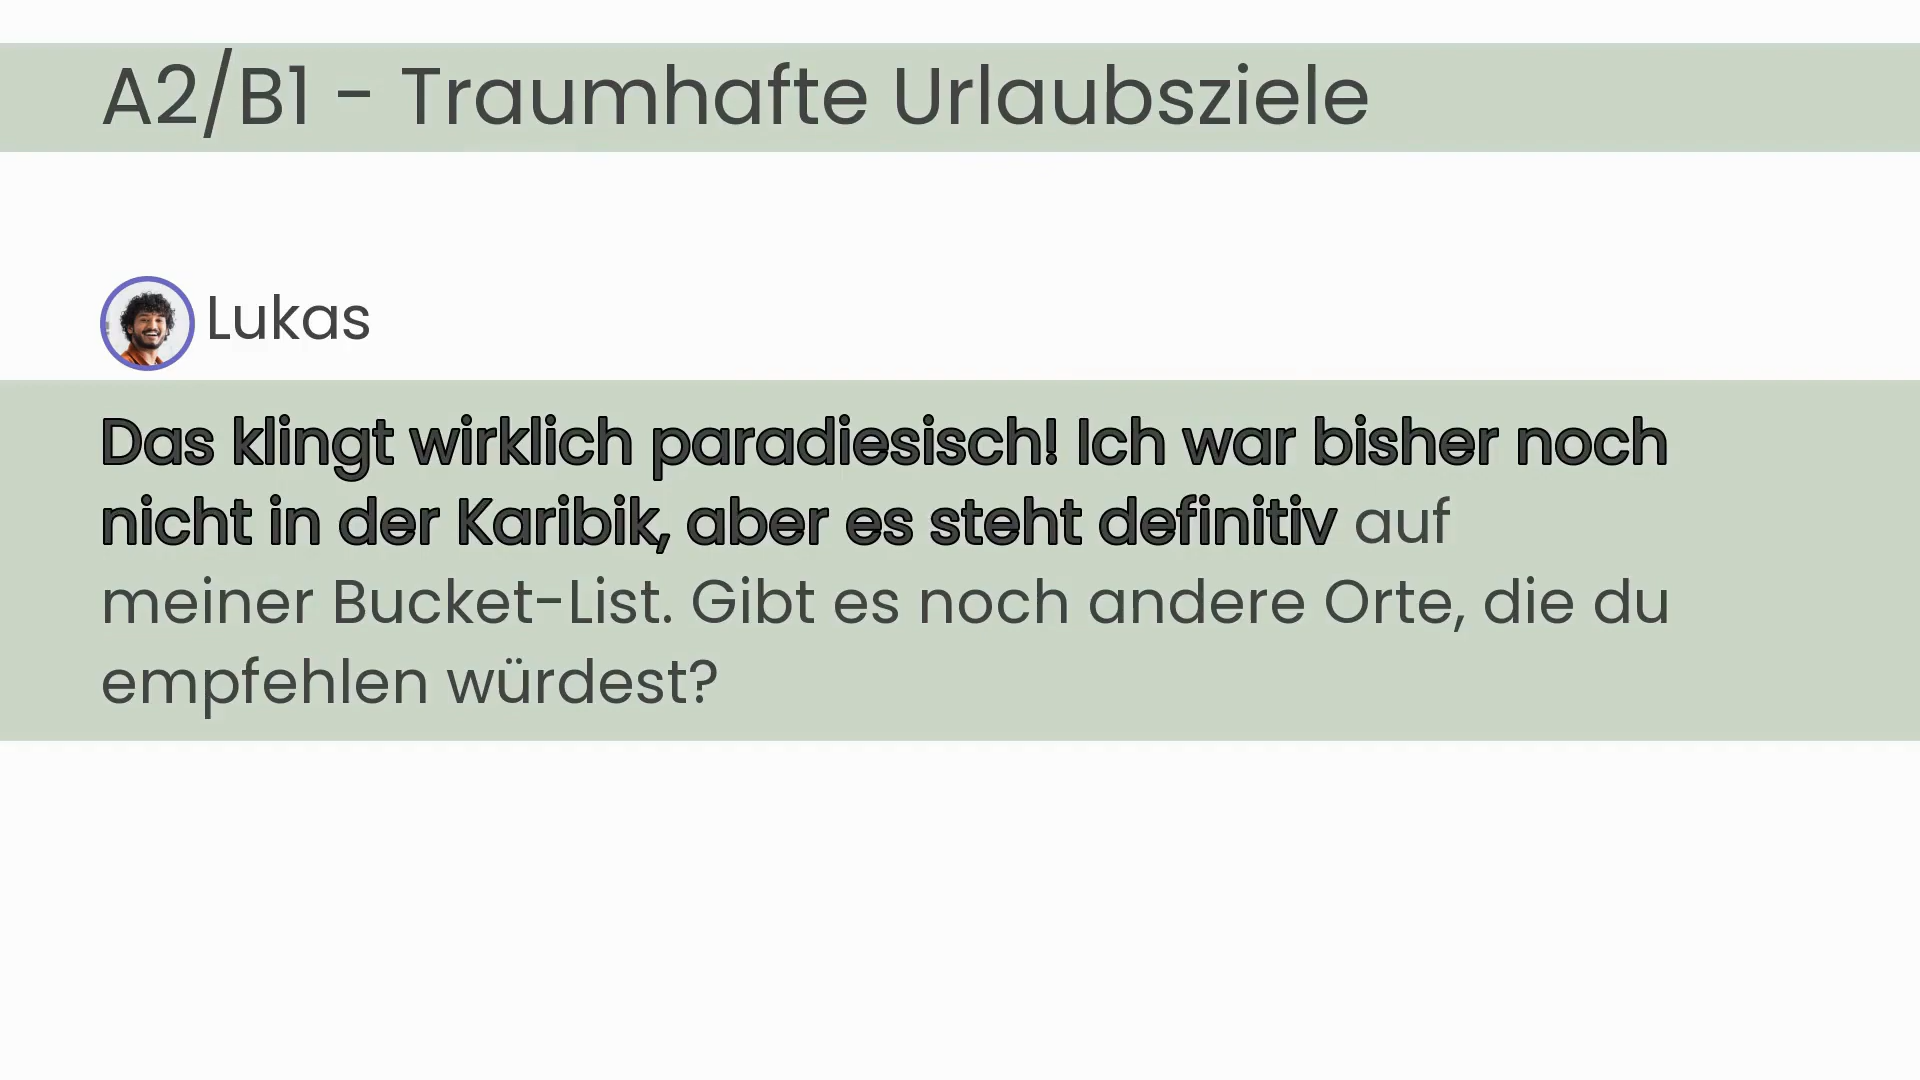 A2/B1 - Traumhafte Urlaubsziele
Lukas
Das klingt wirklich paradiesisch! Ich war bisher noch
nicht in der Karibik, aber es steht definitiv auf
meiner Bucket-List. Gibt es noch andere Orte, die du
empfehlen würdest?